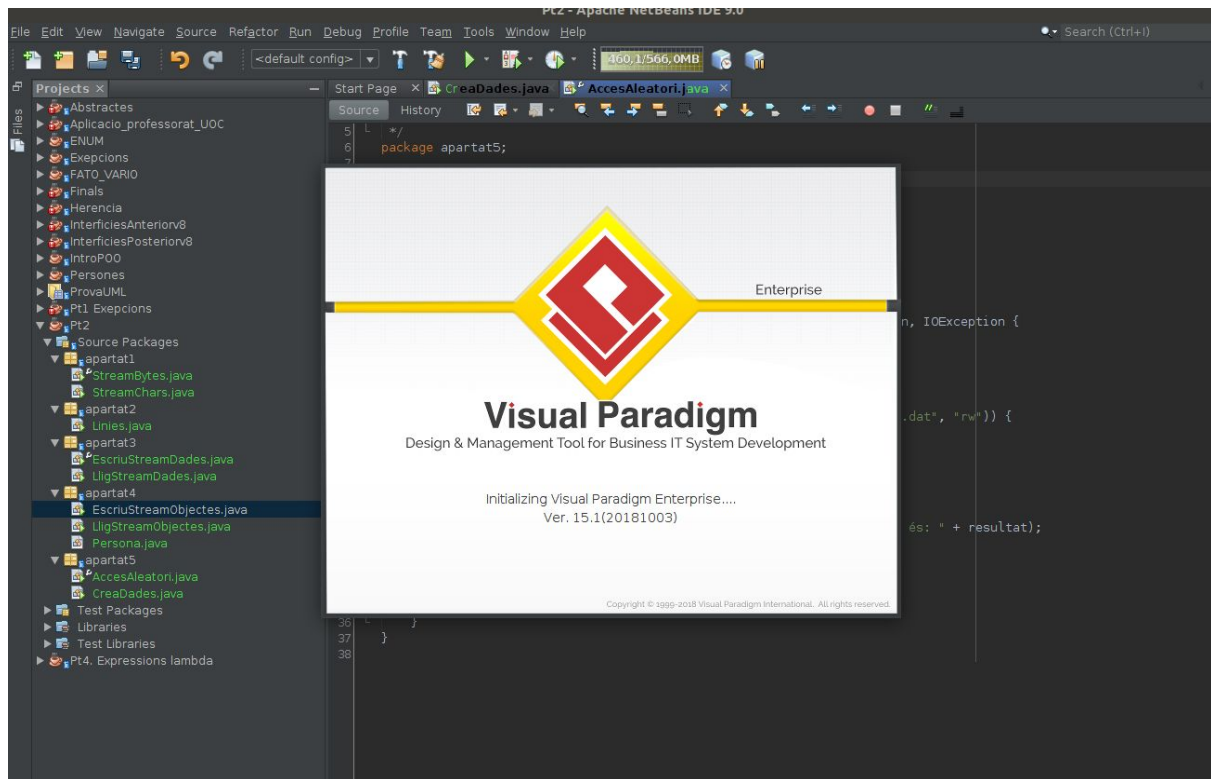 Pt2 - Apache NetBeans IDE 9.0
File Edit View Navigate Source Refactor Run Debug Profile Team Tools Window Help
Search (Ctrl+I)
<default config>
460,1/566,0MB
Files
Projects
Abstractes
Aplicacio_professorat_UOC
ENUM
Exepcions
FATO_VARIO
Finals
Herencia
InterficiesAnteriorv8
InterficiesPosteriorv8
IntroPOO
Persones
ProvaUML
Pt1 Exepcions
Pt2
Source Packages
apartat1
StreamBytes.java
StreamChars.java
apartat2
Linies.java
apartat3
EscriuStreamDades.java
LligStreamDades.java
apartat4
EscriuStreamObjectes.java
LligStreamObjectes.java
Persona.java
apartat5
AccesAleatori.java
CreaDades.java
Test Packages
Libraries
Test Libraries
Pt4. Expressions lambda
Start Page CreaDades.java AccesAleatori.java
Source History
5 */
6 package apartat5;
7
n, IOException {
.dat", "rw")) {
és: " + resultat);
36 }
37 }
38
Enterprise
Visual Paradigm
Design & Management Tool for Business IT System Development
Initializing Visual Paradigm Enterprise....
Ver. 15.1(20181003)
Copyright © 1999-2018 Visual Paradigm International. All rights reserved.